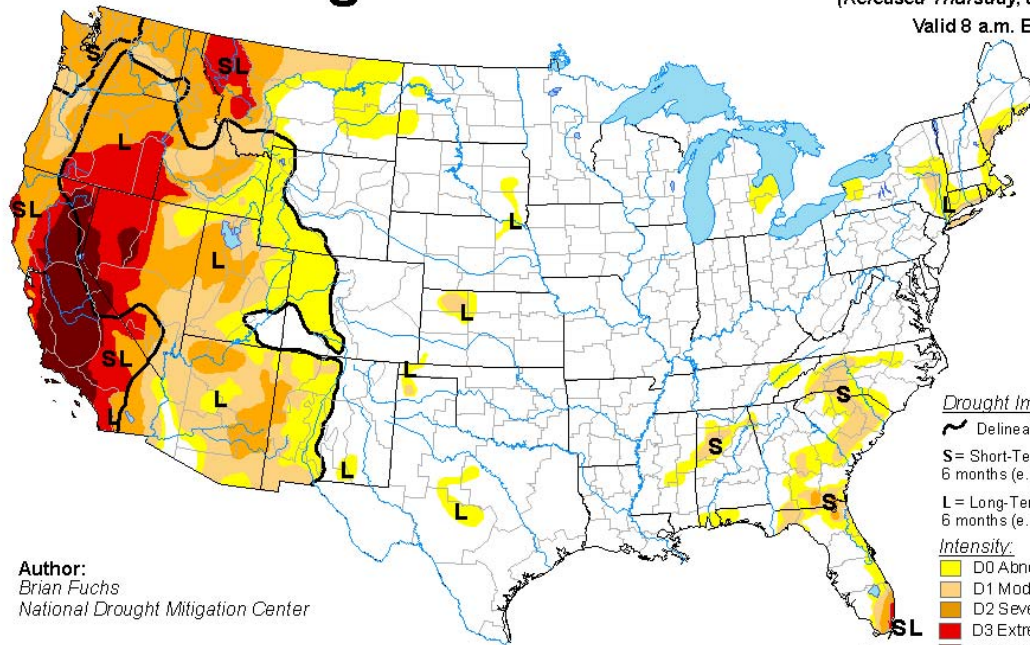 Valid 8 a.m. E
S
SL
L
SL
L
L
SL
L
L
L
L
L
L
L
S
S
S
SL
L
Drought Im
Delinea
S = Short-Te
6 months (e.
L = Long-Ter
6 months (e.
Intensity:
D0 Abno
D1 Mod
D2 Seve
D3 Extre
Author:
Brian Fuchs
National Drought Mitigation Center